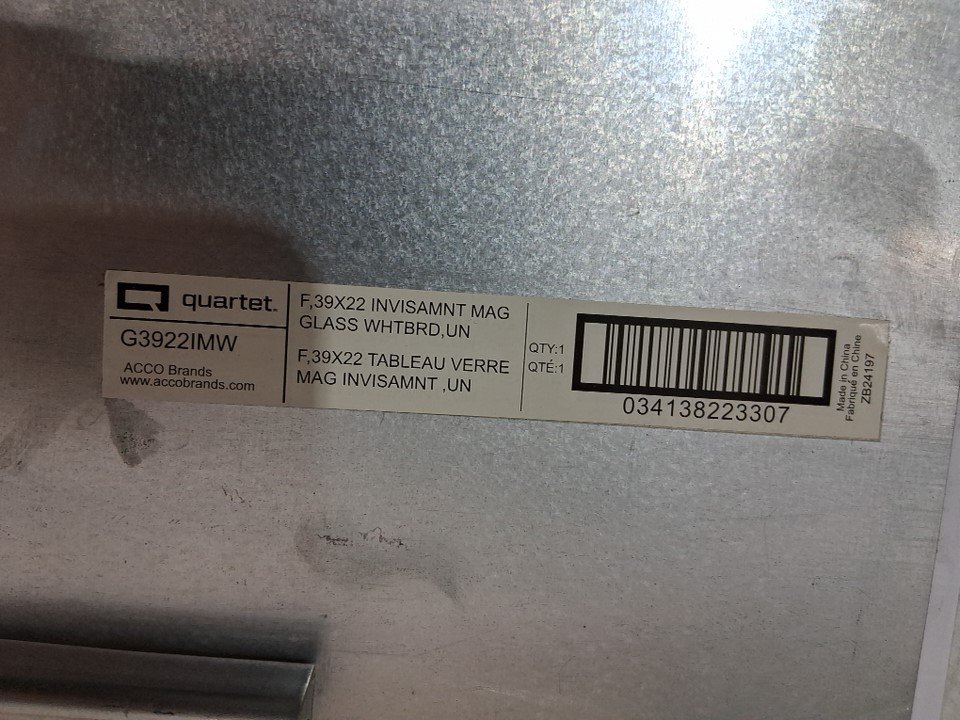 quartet.
G3922IMW
ACCO Brands
www.accobrands.com
F,39X22 INVISAMNT MAG
GLASS WHTBRD,UN
F,39X22 TABLEAU VERRE
MAG INVISAMNT ,UN
QTY:1
QTÉ:1
034138223307
Made in China
Fabriqué en Chine
ZB24197